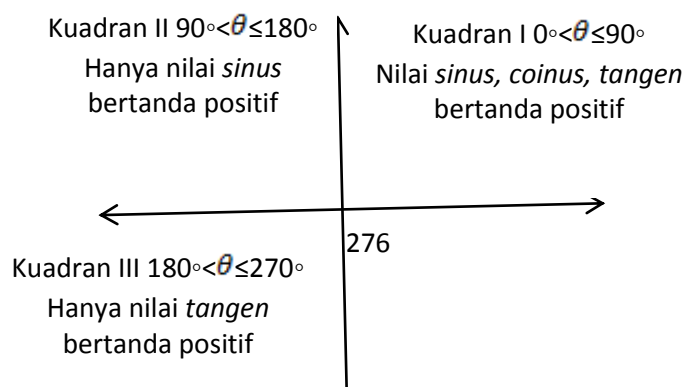 Kuadran II 90◦<θ≤180◦
Hanya nilai sinus
bertanda positif
Kuadran I 0◦<θ≤90◦
Nilai sinus, coinus, tangen
bertanda positif
276
Kuadran III 180◦<θ≤270◦
Hanya nilai tangen
bertanda positif